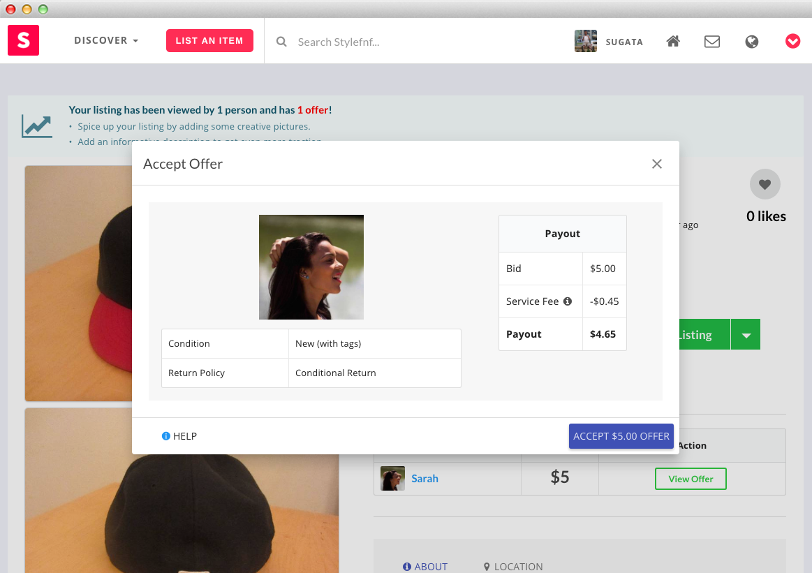 S
DISCOVER
LIST AN ITEM
Search Stylefnf...
SUGATA
Your listing has been viewed by 1 person and has 1 offer!
• Spice up your listing by adding some creative pictures.
• Add an informative description to get even more traction.
Accept Offer
×
0 likes
ago
Payout
Bid $5.00
Service Fee -$0.45
Payout $4.65
Condition New (with tags)
Return Policy Conditional Return
Listing
HELP
ACCEPT $5.00 OFFER
Action
Sarah $5 View Offer
ABOUT LOCATION